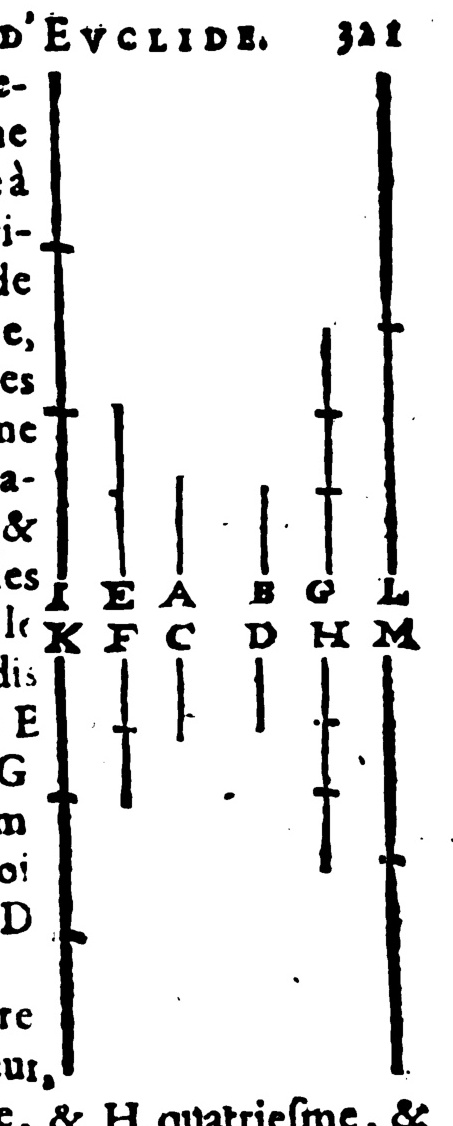 D'EVCLIDE. 321
e-
ne
à
i-
de
e,
es
ne
a-
&
es
I E A B G L
le
K F C D H M
dis
E
G
m
oi
D
re
eur,
e, & H quatrieſme, &